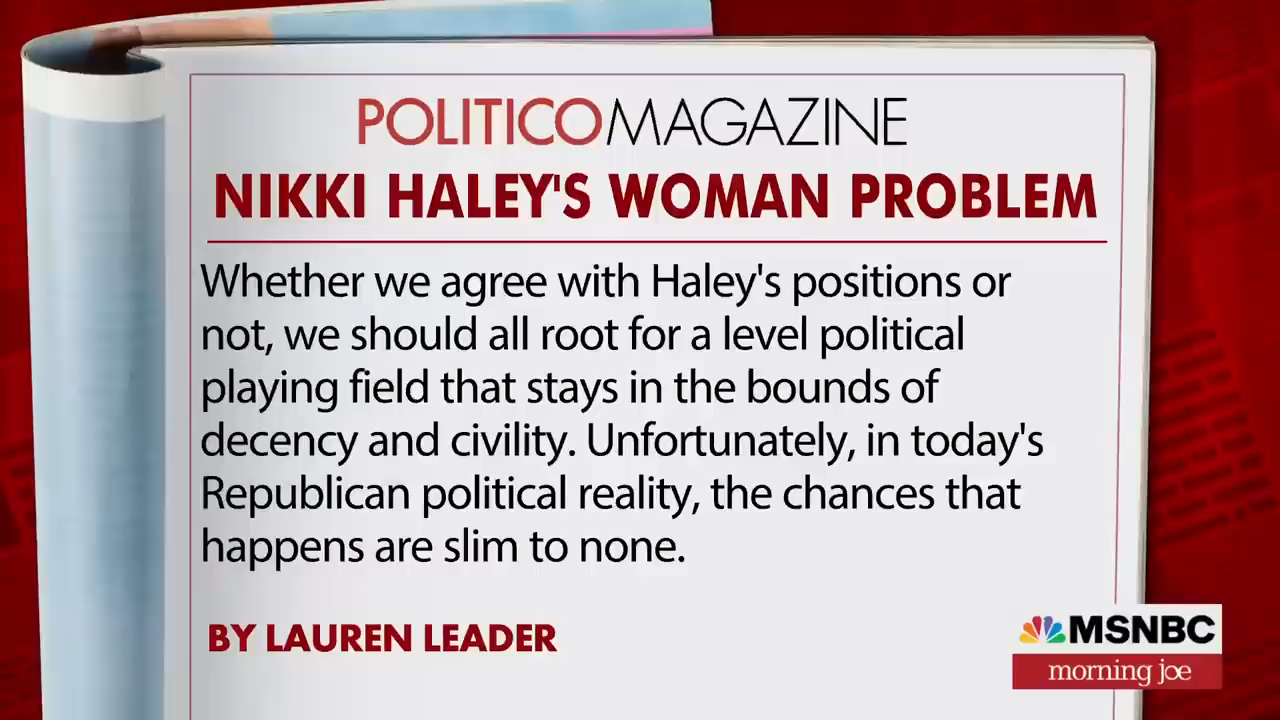 POLITICOMAGAZINE
NIKKI HALEY'S WOMAN PROBLEM
Whether we agree with Haley's positions or
not, we should all root for a level political
playing field that stays in the bounds of
decency and civility. Unfortunately, in today's
Republican political reality, the chances that
happens are slim to none.
BY LAUREN LEADER
MSNBC
morning joe